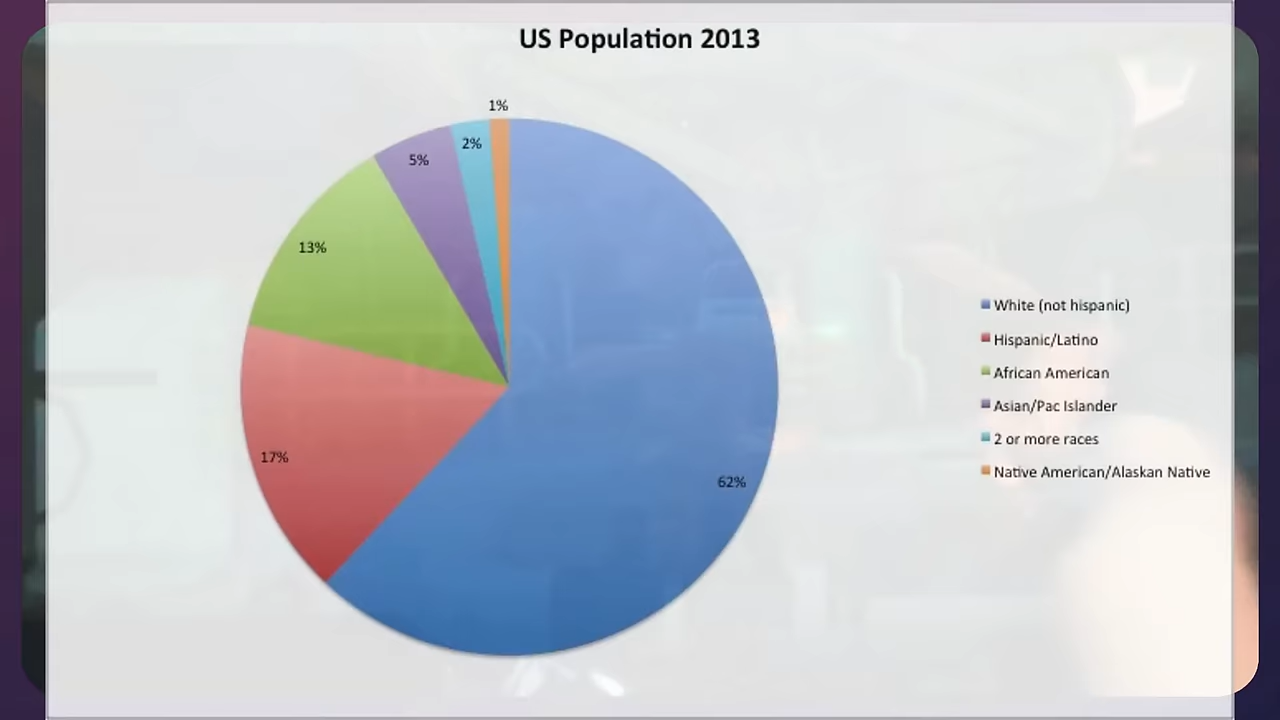 US Population 2013
1%
2%
5%
13%
17%
62%
White (not hispanic)
Hispanic/Latino
African American
Asian/Pac Islander
2 or more races
Native American/Alaskan Native